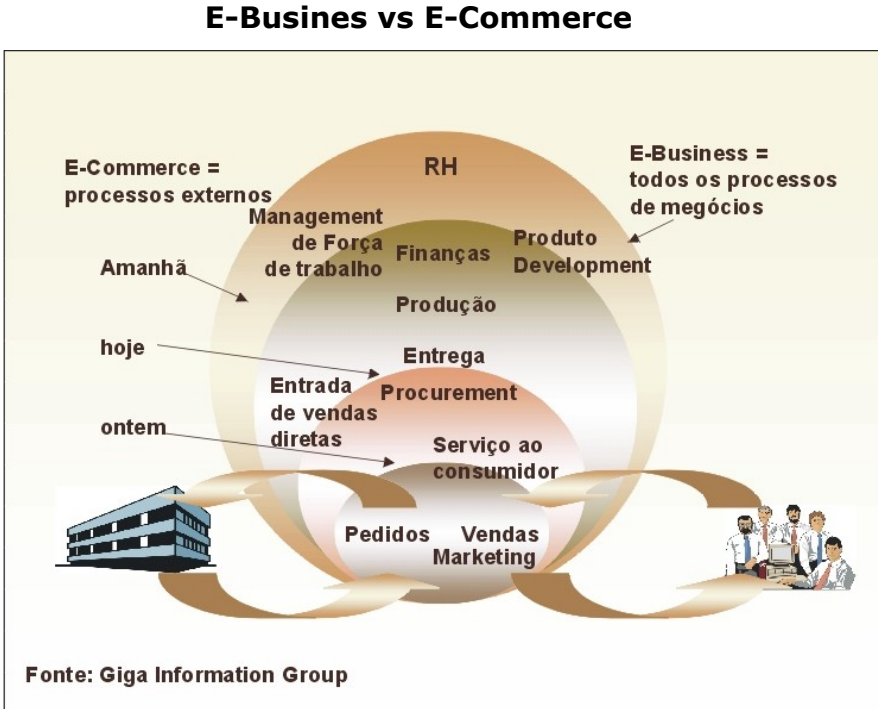 E-Busines vs E-Commerce
E-Commerce =
processos externos
E-Business =
todos os processos
de megócios
RH
Management
de Força
de trabalho
Finanças
Produto
Development
Amanhã
Produção
hoje
Entrega
Entrada
de vendas
diretas
Procurement
ontem
Serviço ao
consumidor
Pedidos
Vendas
Marketing
Fonte: Giga Information Group